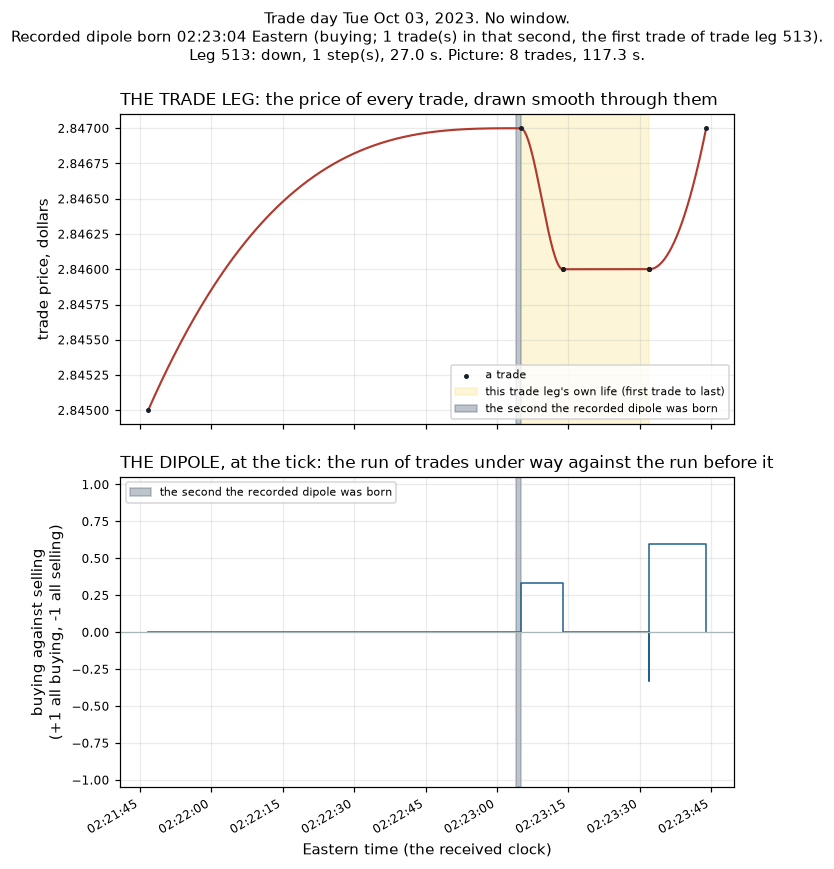 Trade day Tue Oct 03, 2023. No window.
Recorded dipole born 02:23:04 Eastern (buying; 1 trade(s) in that second, the first trade of trade leg 513).
Leg 513: down, 1 step(s), 27.0 s. Picture: 8 trades, 117.3 s.
THE TRADE LEG: the price of every trade, drawn smooth through them
trade price, dollars
2.84700
2.84675
2.84650
2.84625
2.84600
2.84575
2.84550
2.84525
2.84500
a trade
this trade leg's own life (first trade to last)
the second the recorded dipole was born
THE DIPOLE, at the tick: the run of trades under way against the run before it
buying against selling
(+1 all buying, -1 all selling)
1.00
0.75
0.50
0.25
0.00
−0.25
−0.50
−0.75
−1.00
the second the recorded dipole was born
02:21:45
02:22:00
02:22:15
02:22:30
02:22:45
02:23:00
02:23:15
02:23:30
02:23:45
Eastern time (the received clock)